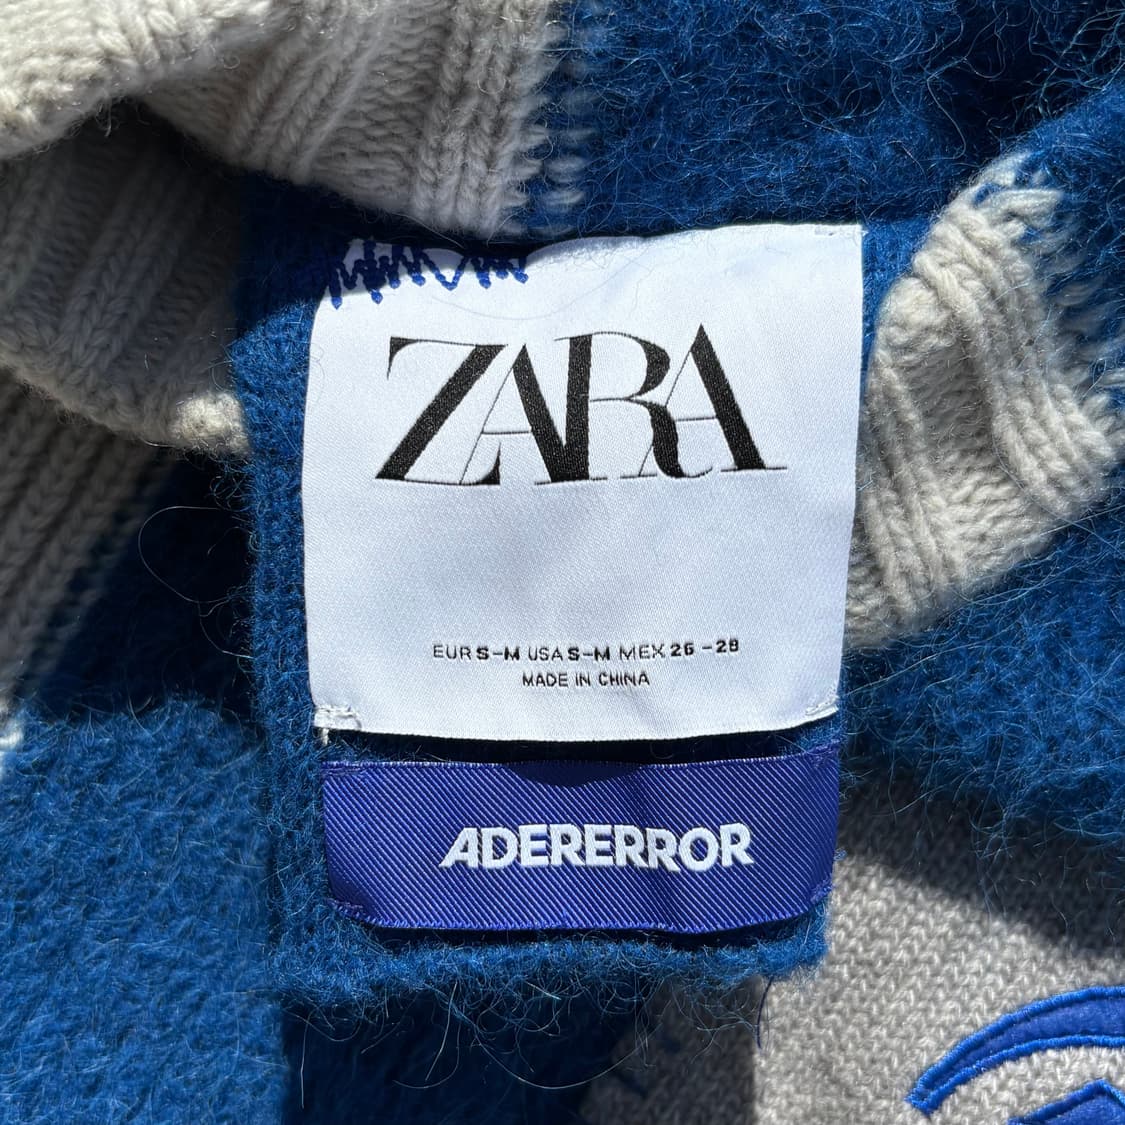 ZARA
EUR S-M USA S-M MEX 26-28
MADE IN CHINA
ADERERROR